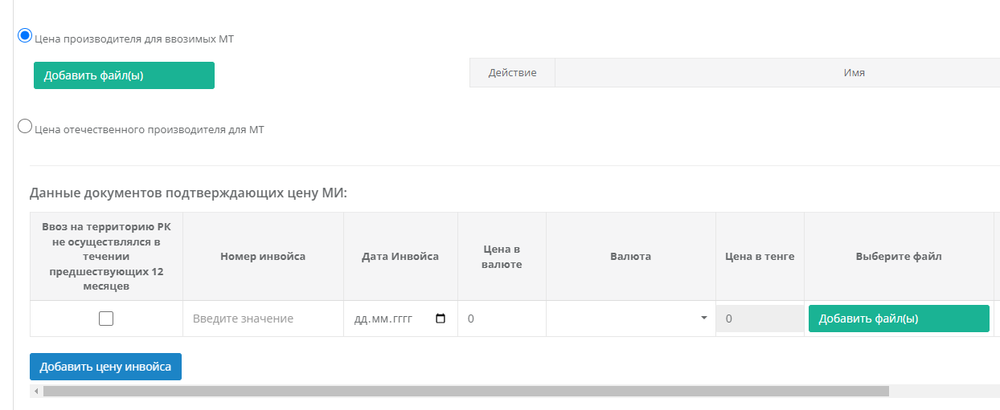 Цена производителя для ввозимых МТ
Добавить файл(ы)
Действие
Имя
Цена отечественного производителя для МТ
Данные документов подтверждающих цену МИ:
Ввоз на территорию РК
не осуществлялся в
течении
предшествующих 12
месяцев
Номер инвойса
Дата Инвойса
Цена в
валюте
Валюта
Цена в тенге
Выберите файл
Введите значение
дд.мм.гггг
0
0
Добавить файл(ы)
Добавить цену инвойса